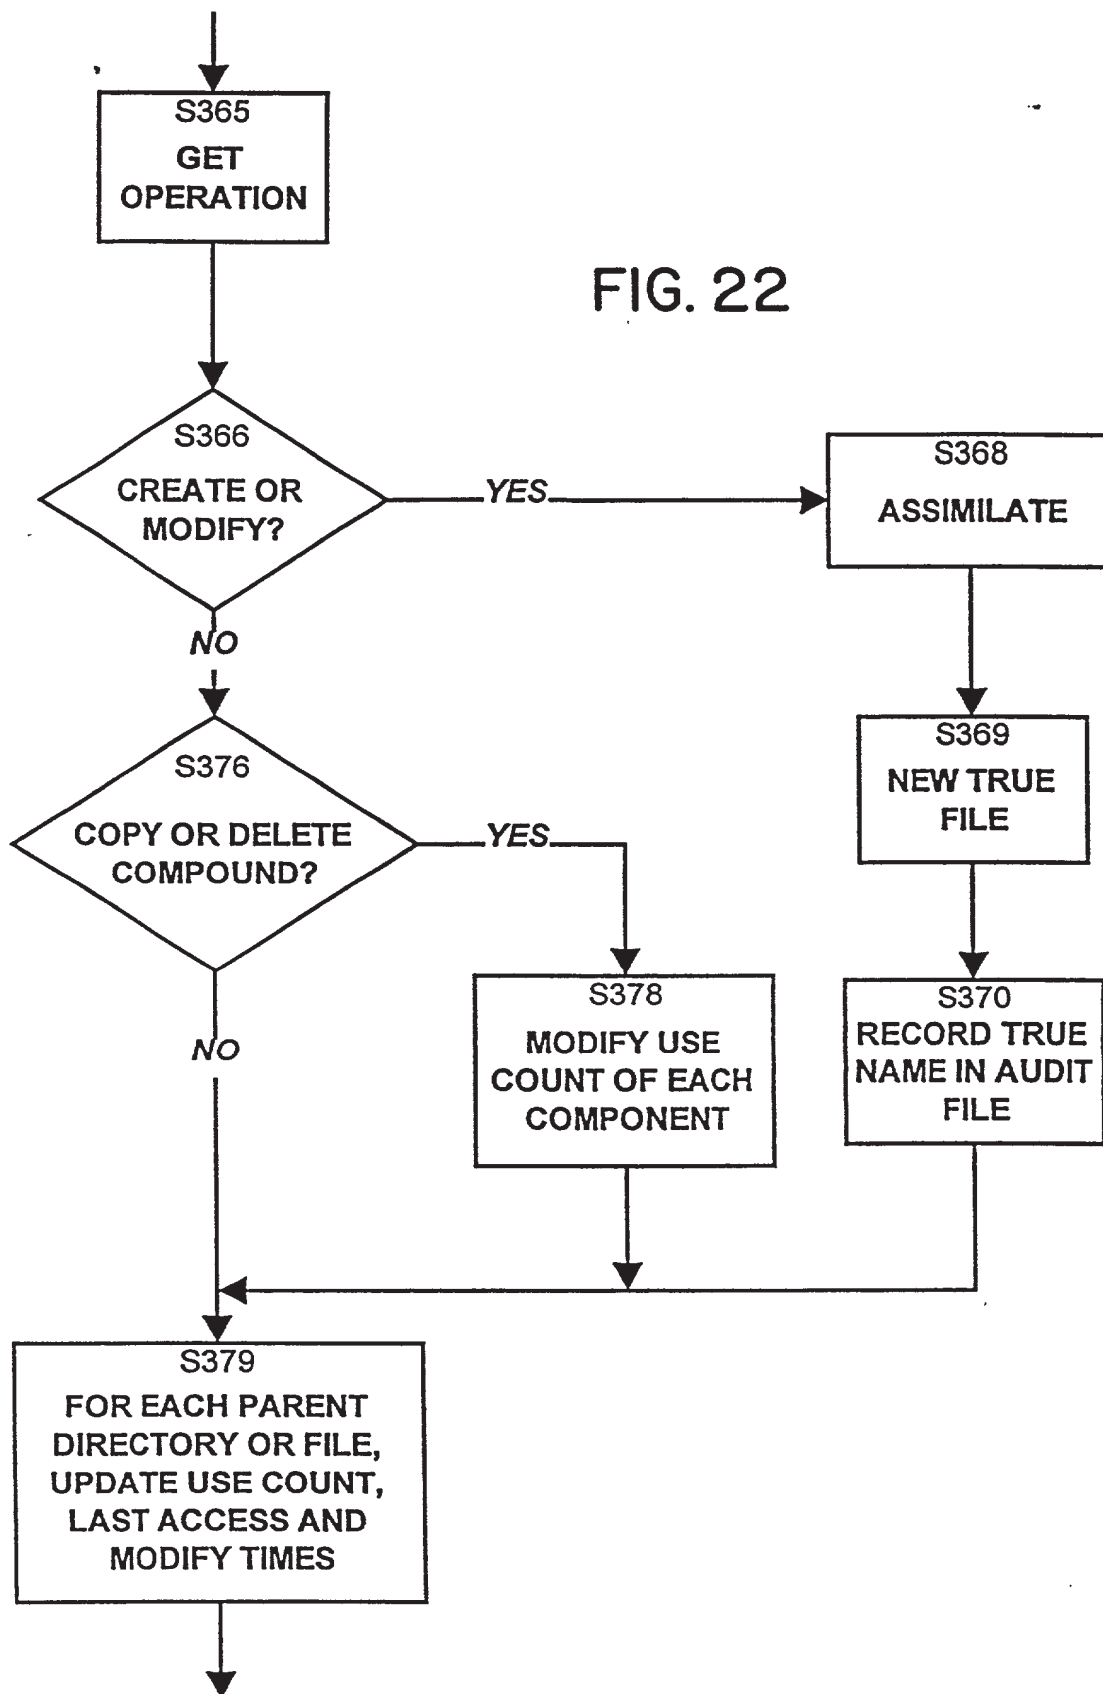 S365
GET
OPERATION
FIG. 22
S366
CREATE OR
MODIFY?
YES
S368
ASSIMILATE
NO
S369
NEW TRUE
FILE
S376
COPY OR DELETE
COMPOUND?
YES
S378
MODIFY USE
COUNT OF EACH
COMPONENT
S370
RECORD TRUE
NAME IN AUDIT
FILE
NO
S379
FOR EACH PARENT
DIRECTORY OR FILE,
UPDATE USE COUNT,
LAST ACCESS AND
MODIFY TIMES